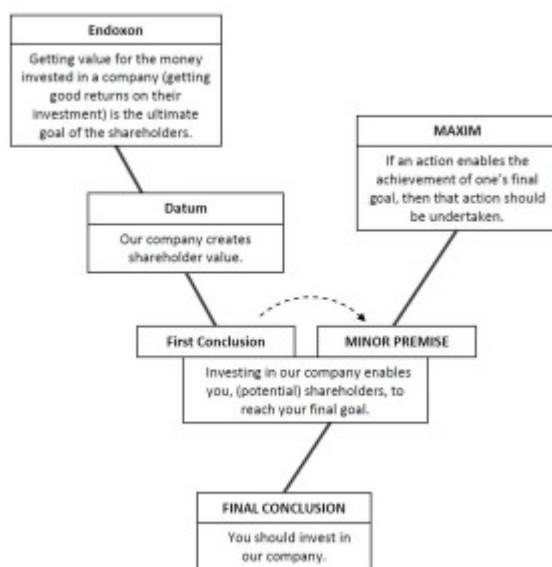 Endoxon
Getting value for the money
invested in a company (getting
good returns on their
investment) is the ultimate
goal of the shareholders.
MAXIM
If an action enables the
achievement of one's final
goal, then that action should
be undertaken.
Datum
Our company creates
shareholder value.
First Conclusion
MINOR PREMISE
Investing in our company enables
you, (potential) shareholders, to
reach your final goal.
FINAL CONCLUSION
You should invest in
our company.